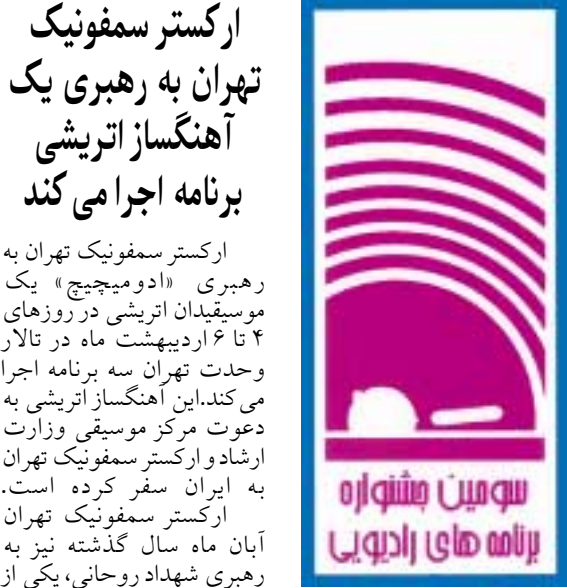 ارکستر سمفونیک
تهران به رهبری یک
آهنگساز اتریشی
برنامه اجرا می کند
ارکستر سمفونیک تهران به
رهبری «ادومیچیچ» یک
موسیقیدان اتریشی در روزهای
۴ تا ۶ اردیبهشت ماه در تالار
وحدت تهران سه برنامه اجرا
می‌کند.این آهنگساز اتریشی به
دعوت مرکز موسیقی وزارت
ارشاد و ارکستر سمفونیک تهران
به ایران سفر کرده است.
ارکستر سمفونیک تهران
آبان ماه سال گذشته نیز به
رهبری شهداد روحانی، یکی از
سومین جشنواره
برنامه های رادیویی